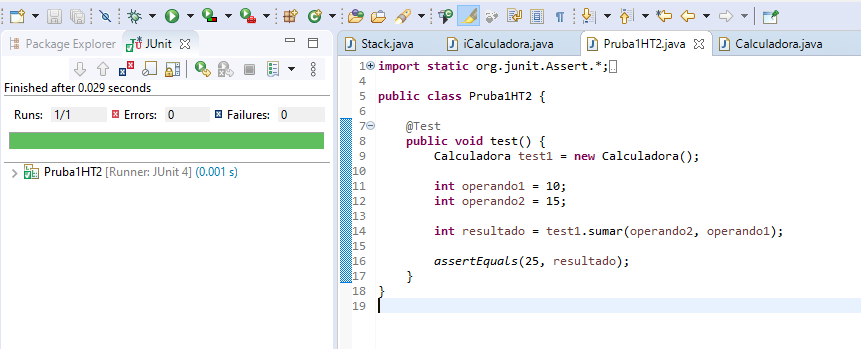 Package Explorer JUnit
Finished after 0.029 seconds
Runs: 1/1 Errors: 0 Failures: 0
Pruba1HT2 [Runner: JUnit 4] (0.001 s)
Stack.java iCalculadora.java Pruba1HT2.java Calculadora.java
1 import static org.junit.Assert.*;
4
5 public class Pruba1HT2 {
6
7 @Test
8 public void test() {
9 Calculadora test1 = new Calculadora();
10
11 int operando1 = 10;
12 int operando2 = 15;
13
14 int resultado = test1.sumar(operando2, operando1);
15
16 assertEquals(25, resultado);
17 }
18 }
19